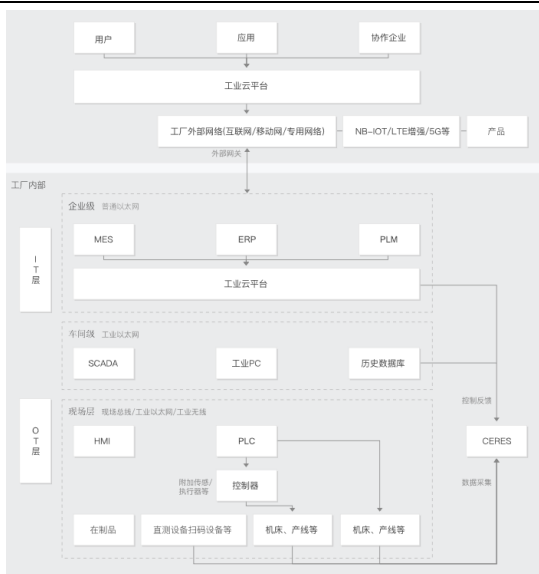 用户
应用
协作企业
工业云平台
工厂外部网络(互联网/移动网/专用网络)
NB-IOT/LTE增强/5G等
产品
外部网关
工厂内部
企业级 普通以太网
MES
ERP
PLM
工业云平台
IT层
车间级 工业以太网
SCADA
工业PC
历史数据库
控制反馈
现场层 现场总线/工业以太网/工业无线
OT层
HMI
PLC
CERES
附加传感/
执行器等
控制器
数据采集
在制品
直测设备扫码设备等
机床、产线等
机床、产线等